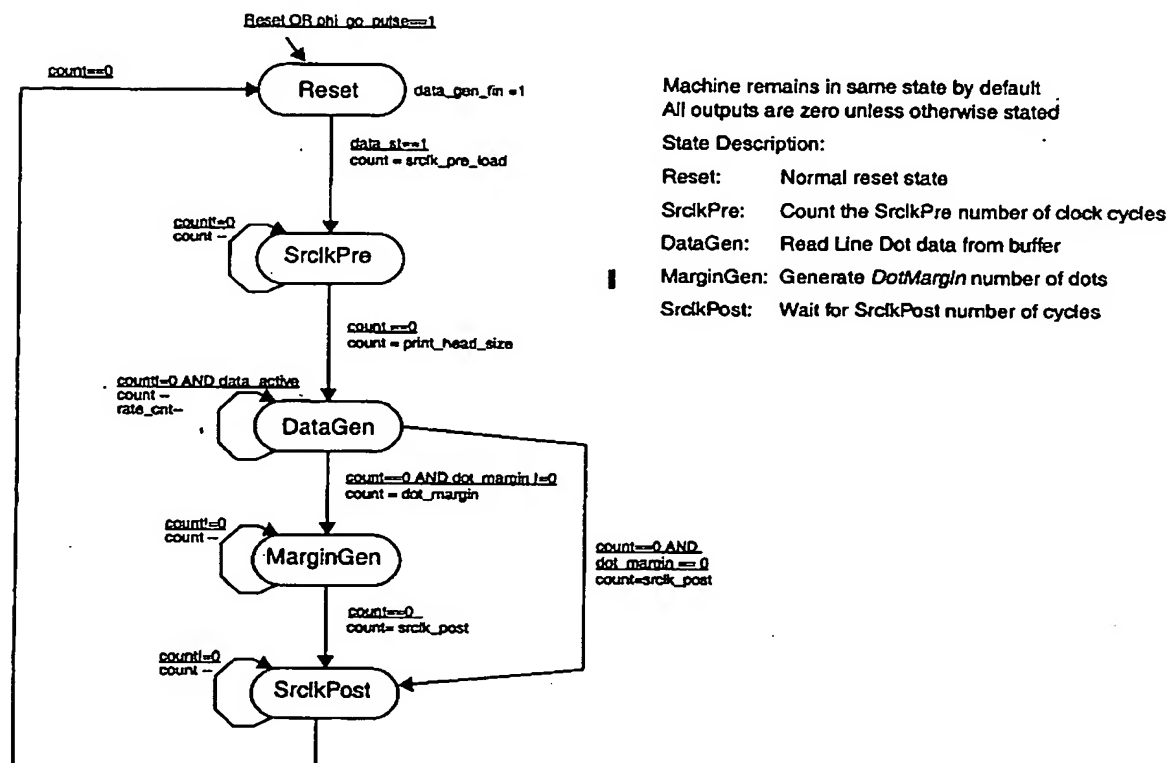 Reset OR phi_go_pulse==1
count==0
Reset
data_gen_fin =1
data_st==1
count = srclk_pre_load
count!=0
count --
SrclkPre
count ==0
count = print_head_size
count!=0 AND data_active
count --
rate_cnt--
DataGen
count==0 AND dot_margin !=0
count = dot_margin
count!=0
count --
MarginGen
count==0 AND
dot_margin == 0
count=srclk_post
count==0
count= srclk_post
count!=0
count --
SrclkPost
Machine remains in same state by default
All outputs are zero unless otherwise stated
State Description:
Reset: Normal reset state
SrclkPre: Count the SrclkPre number of clock cycles
DataGen: Read Line Dot data from buffer
MarginGen: Generate DotMargin number of dots
SrclkPost: Wait for SrclkPost number of cycles